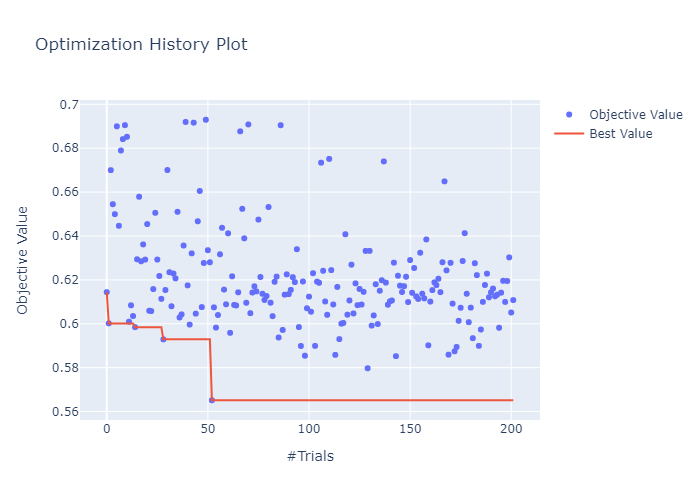 Optimization History Plot
Objective Value
Best Value
Objective Value
0.7
0.68
0.66
0.64
0.62
0.6
0.58
0.56
0
50
100
150
200
#Trials